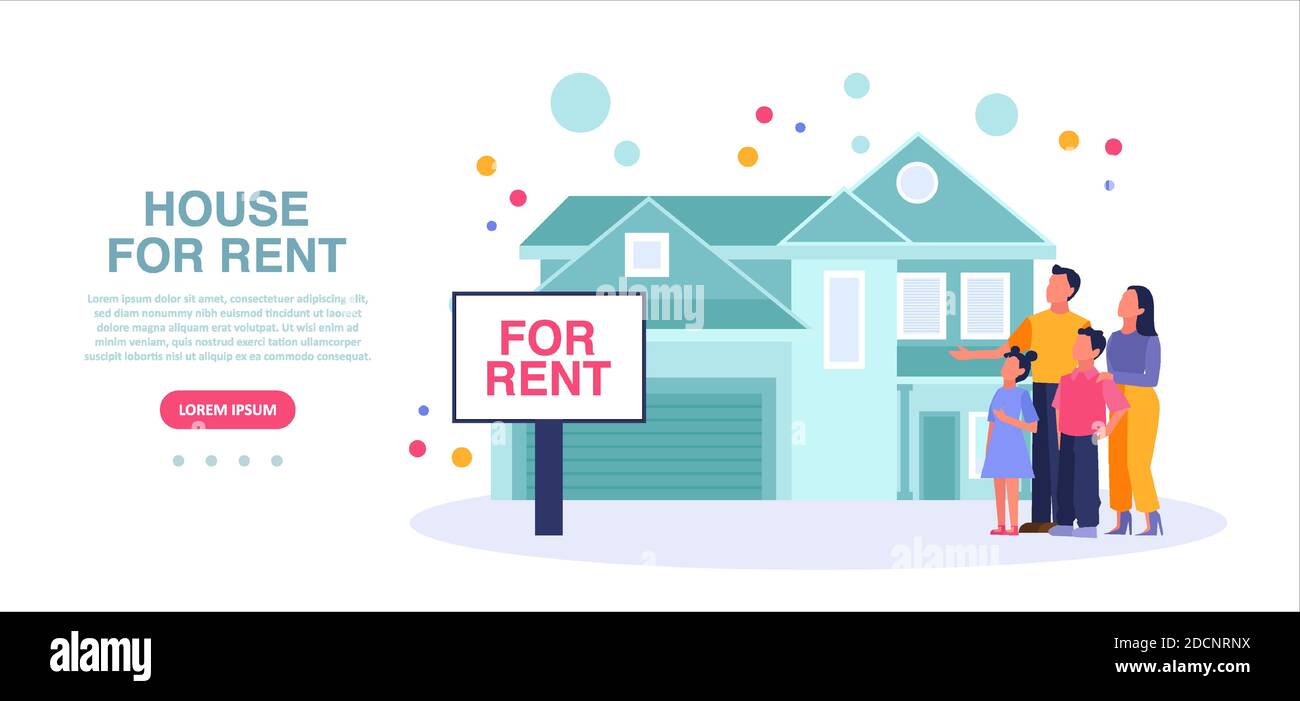 HOUSE
FOR RENT
Lorem ipsum dolor sit amet, consectetuer adipiscing elit,
sed diam nonummy nibh euismod tincidunt ut laoreet
dolore magna aliquam erat volutpat. Ut wisi enim ad
minim veniam, quis nostrud exerci tation ullamcorper
suscipit lobortis nisl ut aliquip ex ea commodo consequat.
LOREM IPSUM
FOR
RENT
alamy
alamy
a
a
a
a
alamy
Image ID: 2DCNRNX
www.alamy.com